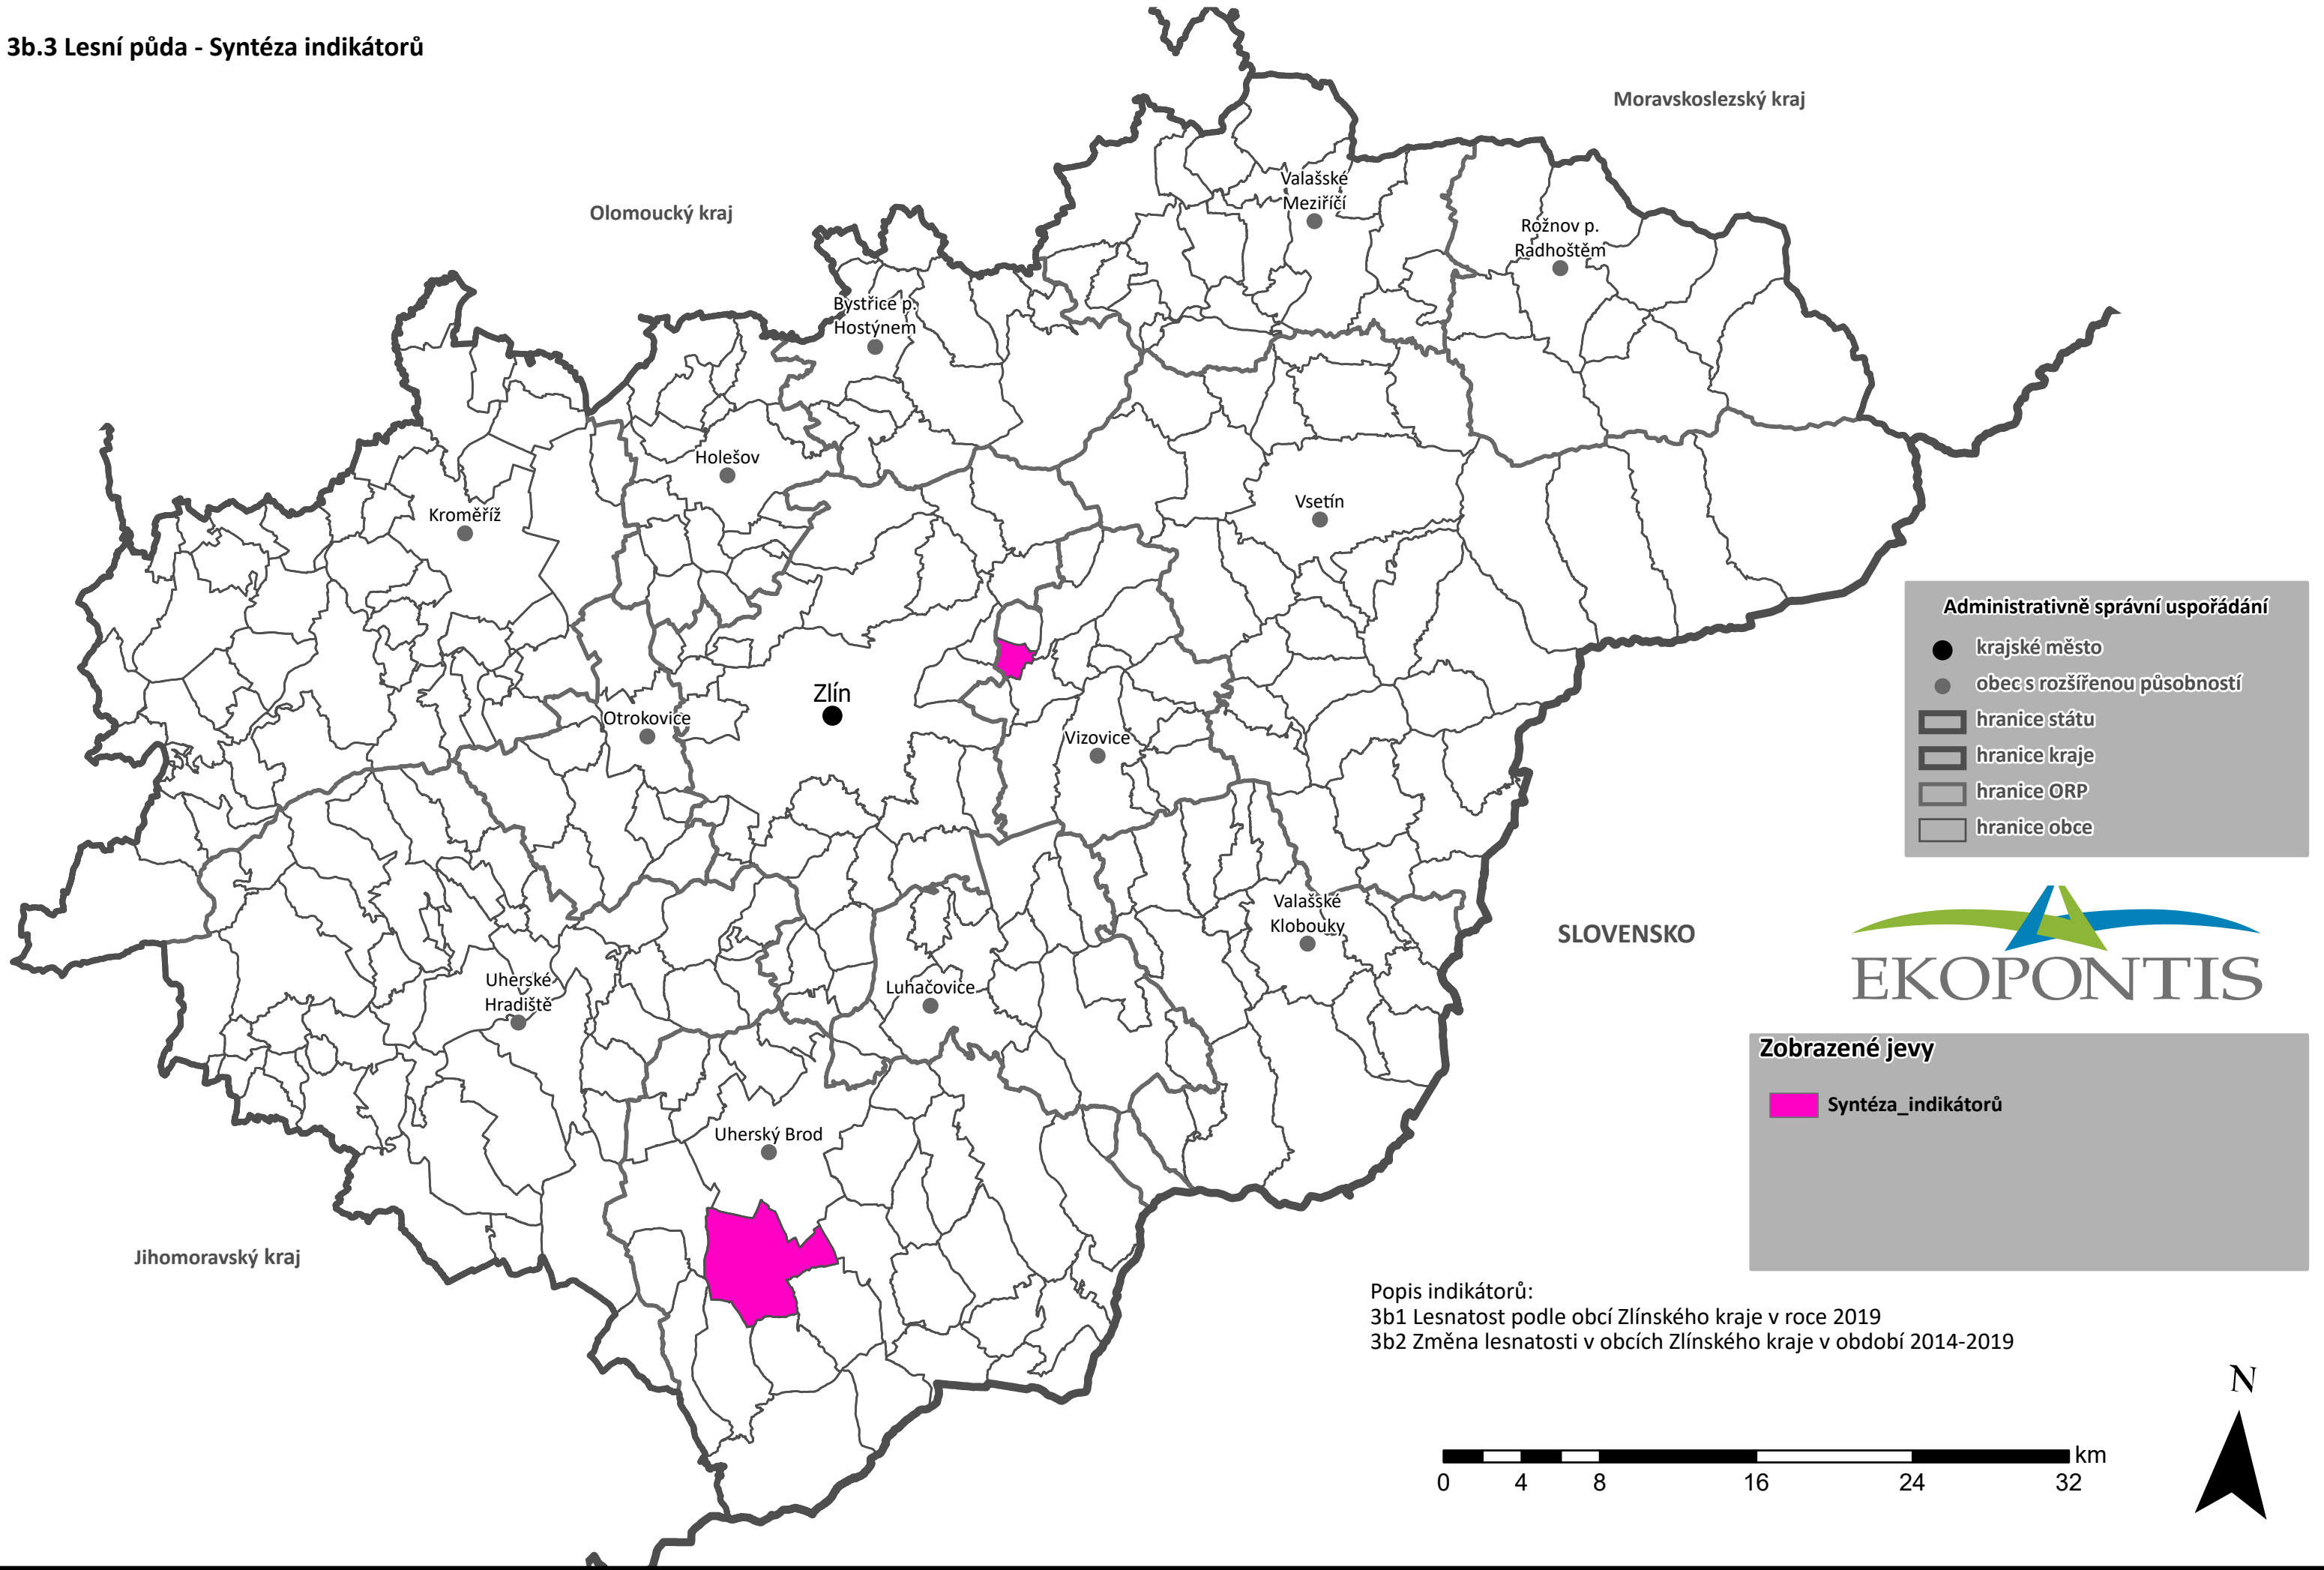 3b.3 Lesní půda - Syntéza indikátorů
Moravskoslezský kraj
Olomoucký kraj
Valašské
Meziříčí
Rožnov p.
Radhoštěm
Bystřice p.
Hostýnem
Holešov
Kroměříž
Vsetín
Zlín
Otrokovice
Vizovice
Valašské
Klobouky
Uherské
Hradiště
Luhačovice
Uherský Brod
SLOVENSKO
Jihomoravský kraj
Administrativně správní uspořádání
krajské město
obec s rozšířenou působností
hranice státu
hranice kraje
hranice ORP
hranice obce
EKOPONTIS
Zobrazené jevy
Syntéza_indikátorů
Popis indikátorů:
3b1 Lesnatost podle obcí Zlínského kraje v roce 2019
3b2 Změna lesnatosti v obcích Zlínského kraje v období 2014-2019
N
km
0 4 8 16 24 32